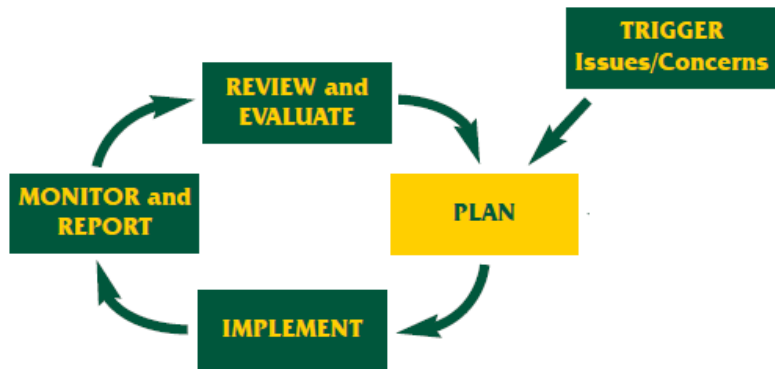 TRIGGER
Issues/Concerns
REVIEW and
EVALUATE
PLAN
MONITOR and
REPORT
IMPLEMENT